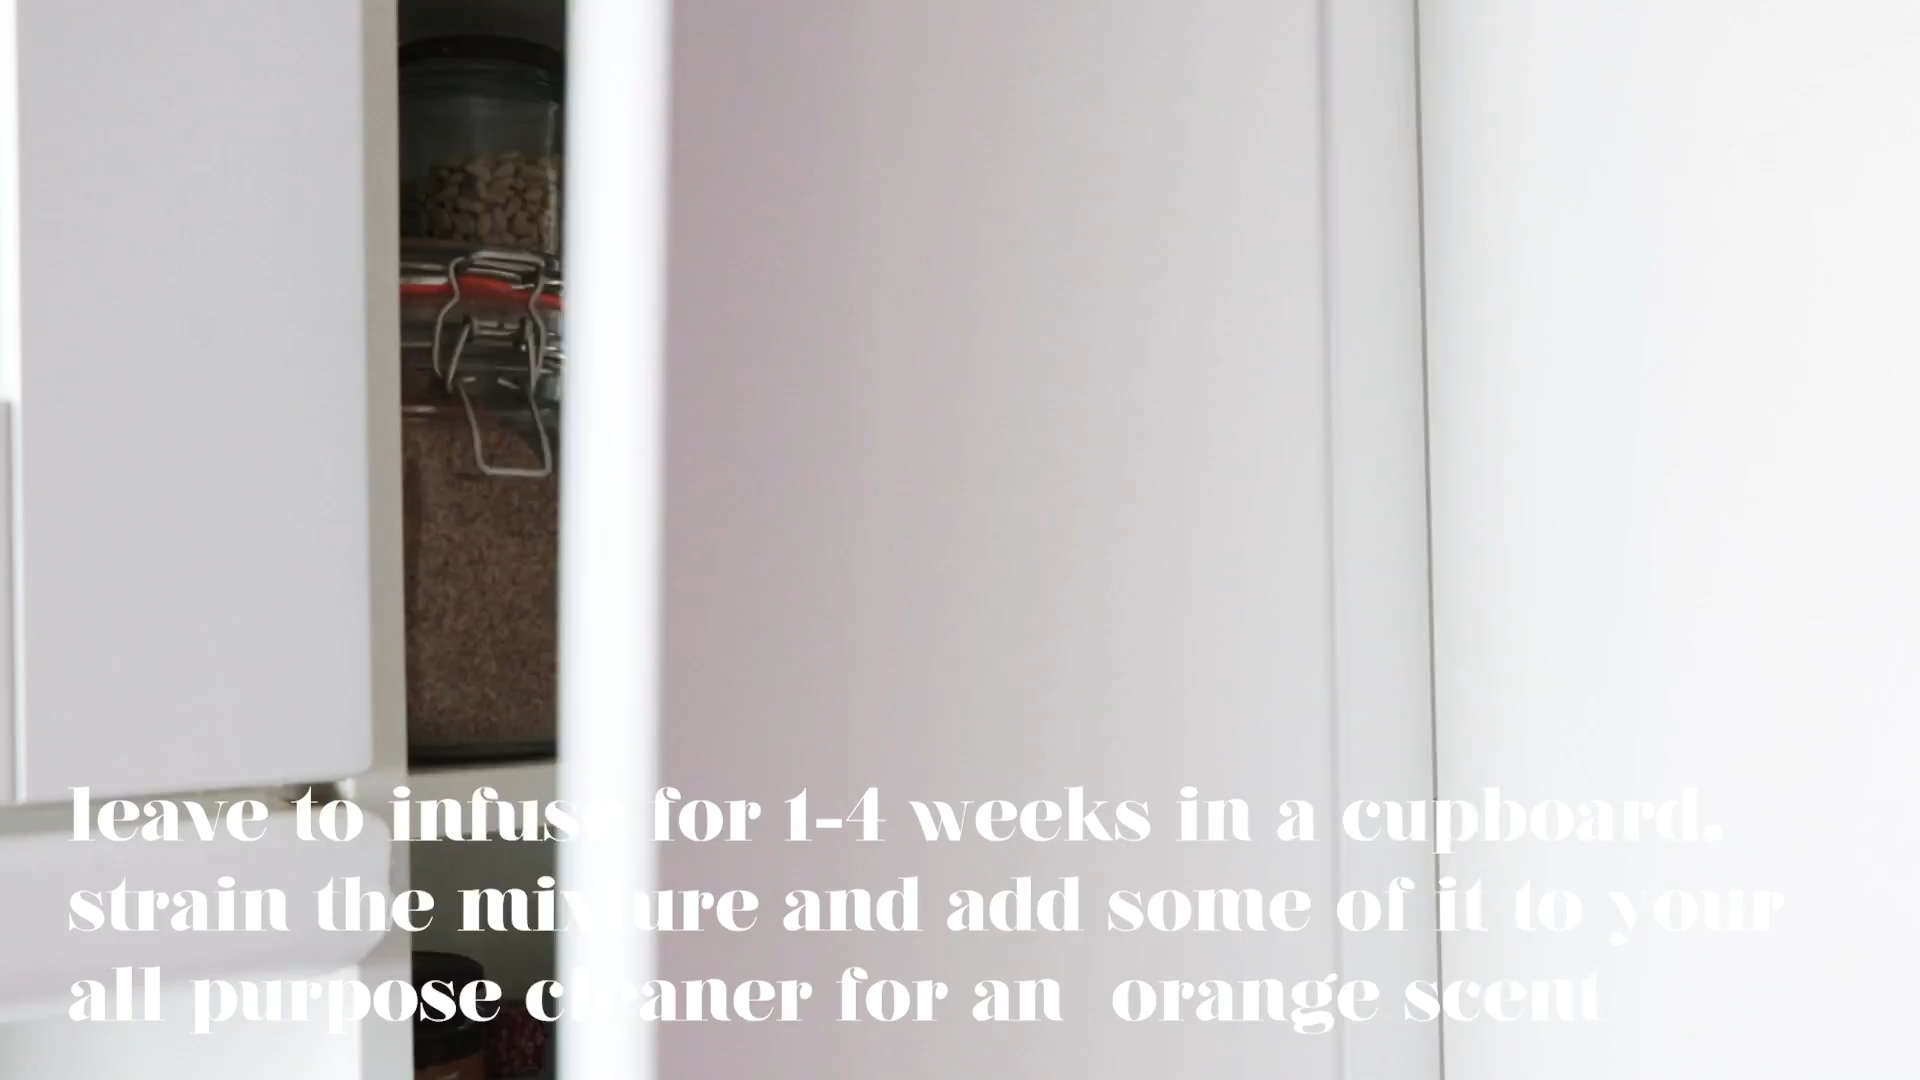 leave to infuse for 1-4 weeks in a cupboard.
strain the mixture and add some of it to your
all purpose cleaner for an  orange scent